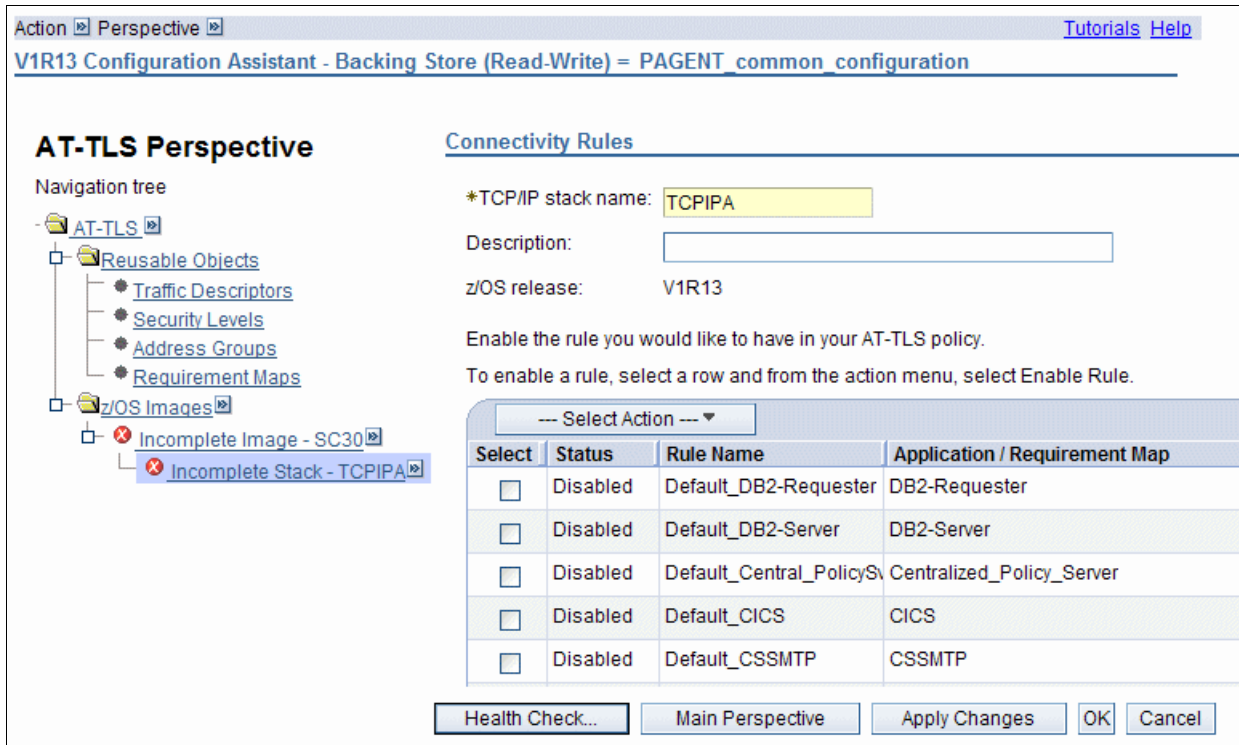 Action Perspective Tutorials Help
V1R13 Configuration Assistant - Backing Store (Read-Write) = PAGENT_common_configuration
AT-TLS Perspective
Navigation tree
- AT-TLS
Reusable Objects
Traffic Descriptors
Security Levels
Address Groups
Requirement Maps
z/OS Images
Incomplete Image - SC30
Incomplete Stack - TCPIPA
Connectivity Rules
*TCP/IP stack name: TCPIPA
Description:
z/OS release: V1R13
Enable the rule you would like to have in your AT-TLS policy.
To enable a rule, select a row and from the action menu, select Enable Rule.
--- Select Action ---
Select Status Rule Name Application / Requirement Map
Disabled Default_DB2-Requester DB2-Requester
Disabled Default_DB2-Server DB2-Server
Disabled Default_Central_PolicySv Centralized_Policy_Server
Disabled Default_CICS CICS
Disabled Default_CSSMTP CSSMTP
Health Check... Main Perspective Apply Changes OK Cancel